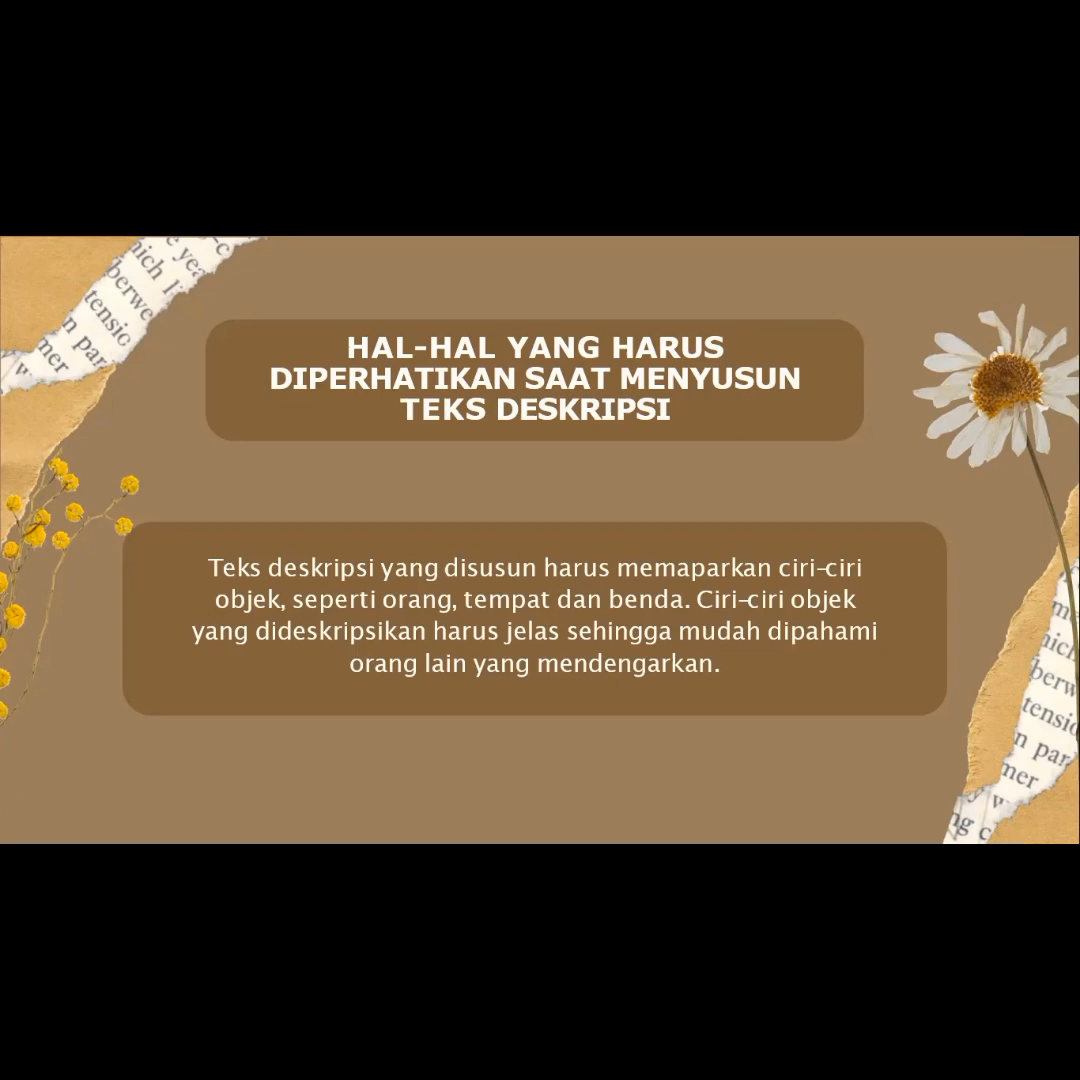 HAL-HAL YANG HARUS
DIPERHATIKAN SAAT MENYUSUN
TEKS DESKRIPSI
Teks deskripsi yang disusun harus memaparkan ciri-ciri
objek, seperti orang, tempat dan benda. Ciri-ciri objek
yang dideskripsikan harus jelas sehingga mudah dipahami
orang lain yang mendengarkan.